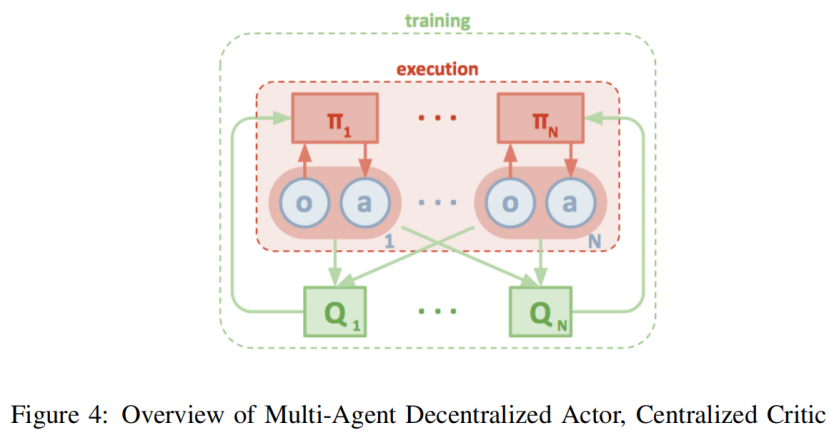 training
execution
π1 ... πN
o a ... o a
1 N
Q1 ... QN
Figure 4: Overview of Multi-Agent Decentralized Actor, Centralized Critic